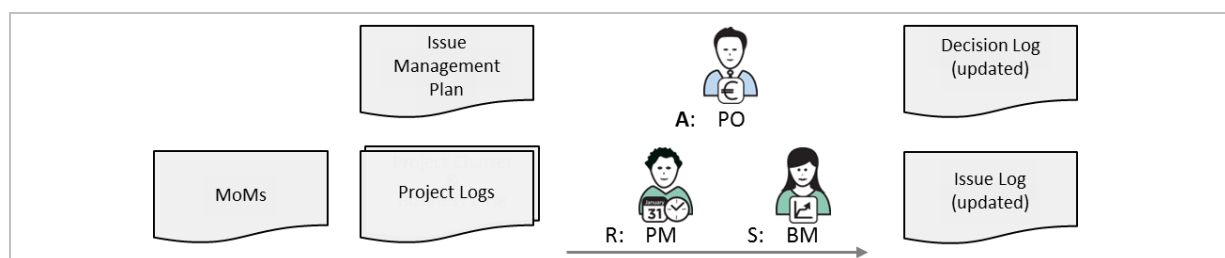 Issue
Management
Plan
Decision Log
(updated)
€
A: PO
MoMs
Project Logs
Issue Log
(updated)
January
31
R: PM
S: BM